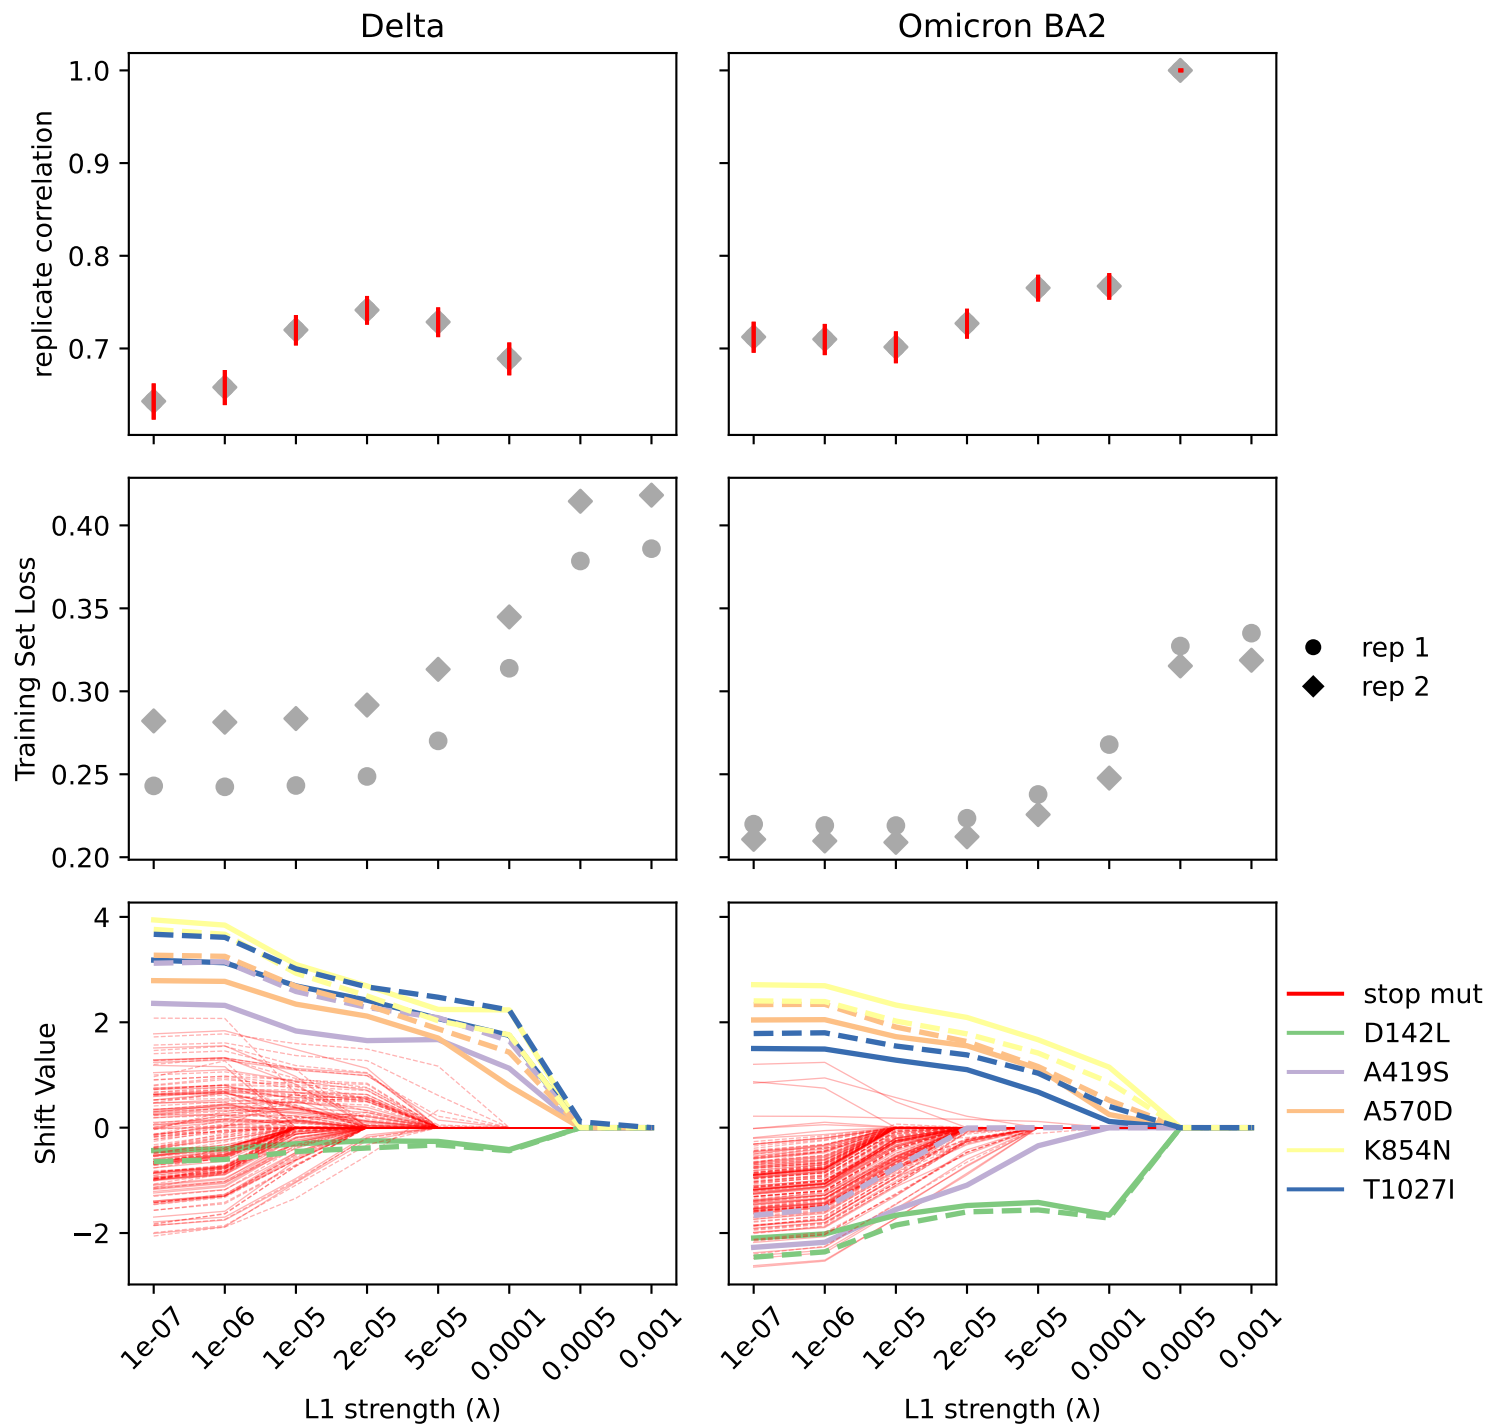 Delta
Omicron BA2
replicate correlation
1.0
0.9
0.8
0.7
Training Set Loss
0.40
0.35
0.30
0.25
0.20
rep 1
rep 2
Shift Value
4
2
0
−2
stop mut
D142L
A419S
A570D
K854N
T1027I
1e-07 1e-06 1e-05 2e-05 5e-05 0.0001 0.0005 0.001
1e-07 1e-06 1e-05 2e-05 5e-05 0.0001 0.0005 0.001
L1 strength (λ)
L1 strength (λ)